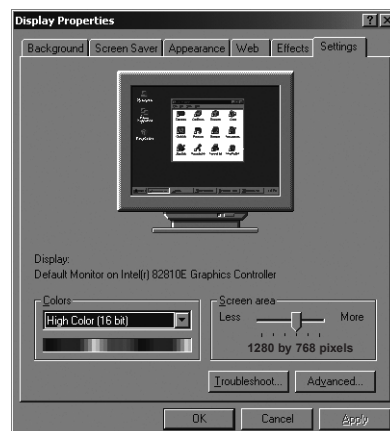 Display Properties
Background Screen Saver Appearance Web Effects Settings
Display:
Default Monitor on Intel(r) 82810E Graphics Controller
Colors
High Color (16 bit)
Screen area
Less More
1280 by 768 pixels
Troubleshoot... Advanced...
OK Cancel Apply